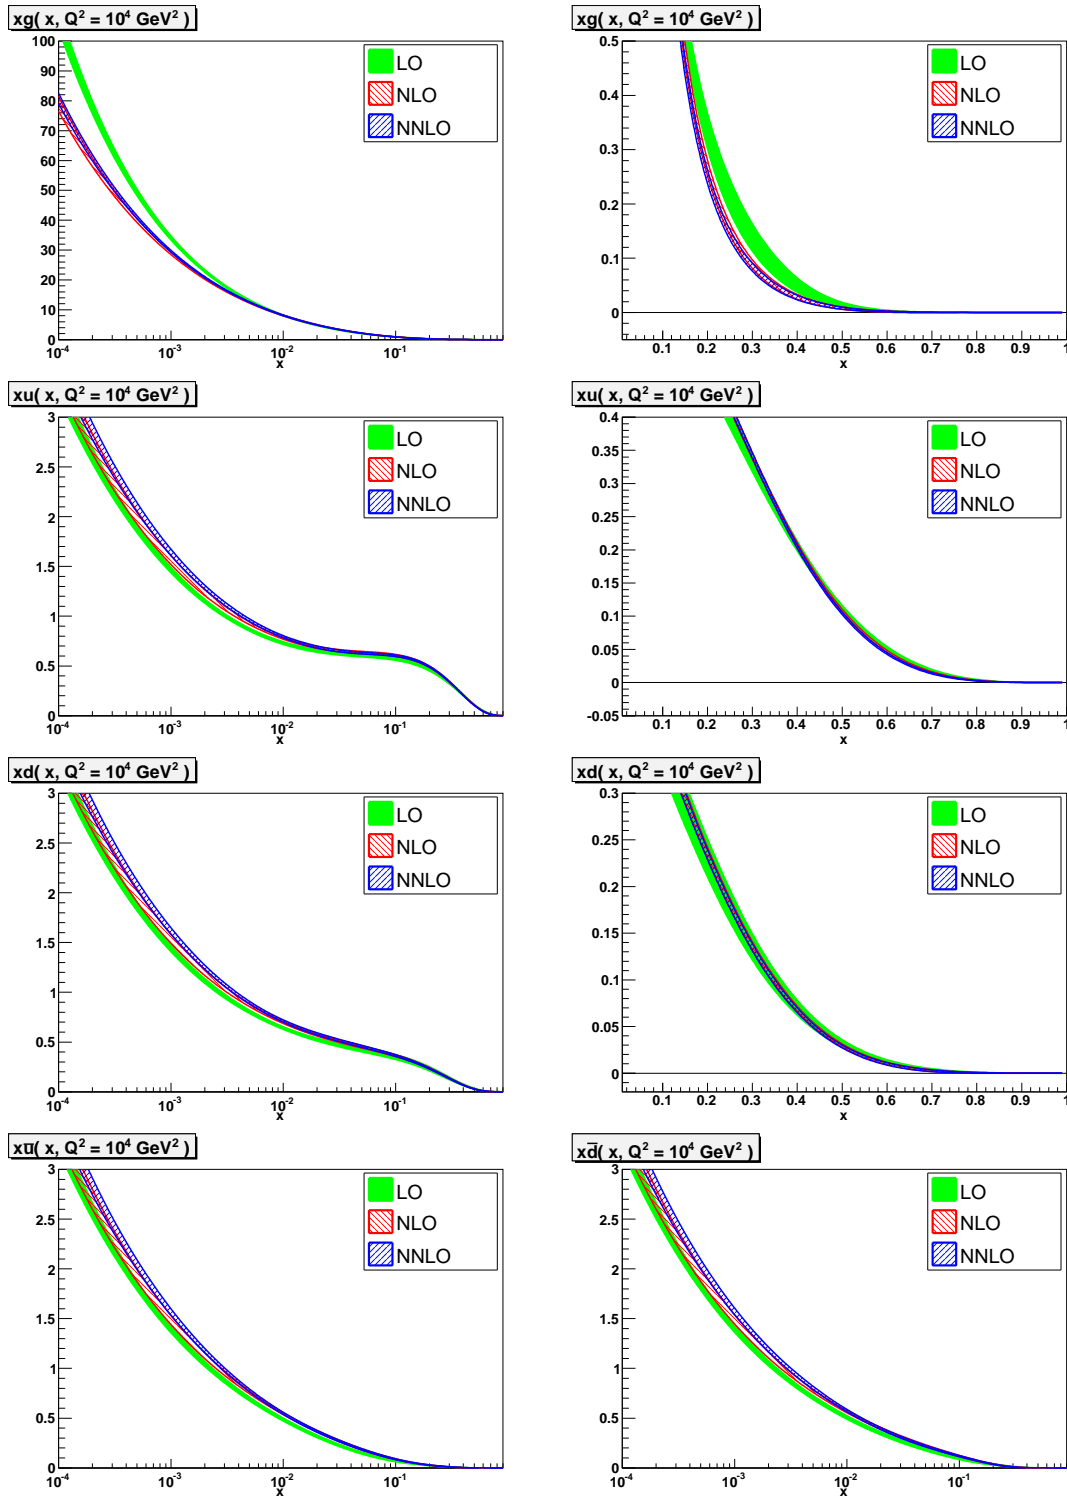 xg( x, Q² = 10⁴ GeV² )
100
90
80
70
60
50
40
30
20
10
0
10⁻⁴
10⁻³
10⁻²
10⁻¹
x
LO
NLO
NNLO
xg( x, Q² = 10⁴ GeV² )
0.5
0.4
0.3
0.2
0.1
0
0.1
0.2
0.3
0.4
0.5
0.6
0.7
0.8
0.9
1
x
LO
NLO
NNLO
xu( x, Q² = 10⁴ GeV² )
3
2.5
2
1.5
1
0.5
0
10⁻⁴
10⁻³
10⁻²
10⁻¹
x
LO
NLO
NNLO
xu( x, Q² = 10⁴ GeV² )
0.4
0.35
0.3
0.25
0.2
0.15
0.1
0.05
0
-0.05
0.1
0.2
0.3
0.4
0.5
0.6
0.7
0.8
0.9
1
x
LO
NLO
NNLO
xd( x, Q² = 10⁴ GeV² )
3
2.5
2
1.5
1
0.5
0
10⁻⁴
10⁻³
10⁻²
10⁻¹
x
LO
NLO
NNLO
xd( x, Q² = 10⁴ GeV² )
0.3
0.25
0.2
0.15
0.1
0.05
0
0.1
0.2
0.3
0.4
0.5
0.6
0.7
0.8
0.9
1
x
LO
NLO
NNLO
xu̅( x, Q² = 10⁴ GeV² )
3
2.5
2
1.5
1
0.5
0
10⁻⁴
10⁻³
10⁻²
10⁻¹
x
LO
NLO
NNLO
xd̅( x, Q² = 10⁴ GeV² )
3
2.5
2
1.5
1
0.5
0
10⁻⁴
10⁻³
10⁻²
10⁻¹
x
LO
NLO
NNLO